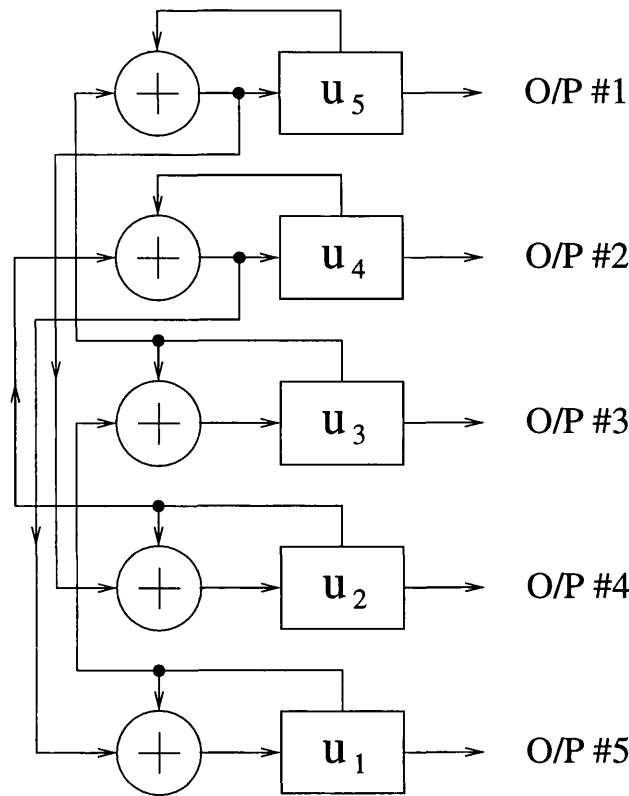 + u5 O/P #1
+ u4 O/P #2
+ u3 O/P #3
+ u2 O/P #4
+ u1 O/P #5